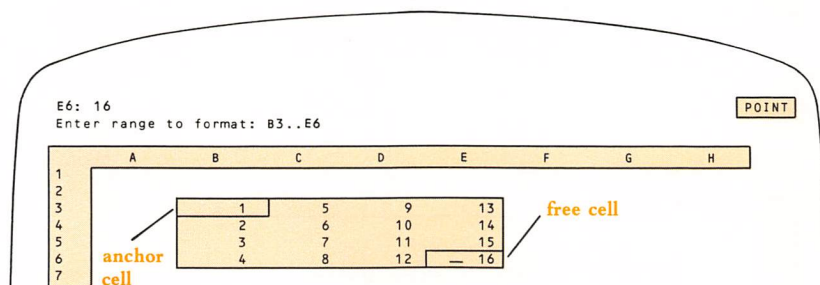 E6: 16
POINT
Enter range to format: B3..E6
A B C D E F G H
1
2
3 1 5 9 13
free cell
4 2 6 10 14
5 3 7 11 15
anchor
6 4 8 12 16
7
cell